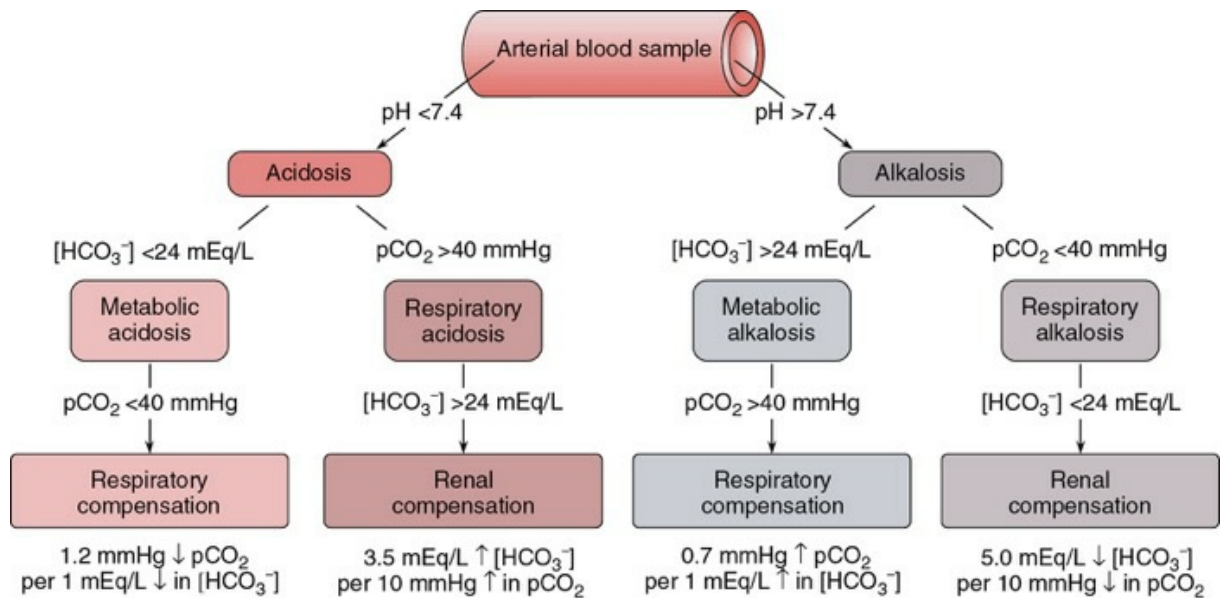 Arterial blood sample
pH <7.4
pH >7.4
Acidosis
Alkalosis
[HCO₃⁻] <24 mEq/L
pCO₂ >40 mmHg
[HCO₃⁻] >24 mEq/L
pCO₂ <40 mmHg
Metabolic
acidosis
Respiratory
acidosis
Metabolic
alkalosis
Respiratory
alkalosis
pCO₂ <40 mmHg
[HCO₃⁻] >24 mEq/L
pCO₂ >40 mmHg
[HCO₃⁻] <24 mEq/L
Respiratory
compensation
Renal
compensation
Respiratory
compensation
Renal
compensation
1.2 mmHg ↓ pCO₂
per 1 mEq/L ↓ in [HCO₃⁻]
3.5 mEq/L ↑ [HCO₃⁻]
per 10 mmHg ↑ in pCO₂
0.7 mmHg ↑ pCO₂
per 1 mEq/L ↑ in [HCO₃⁻]
5.0 mEq/L ↓ [HCO₃⁻]
per 10 mmHg ↓ in pCO₂